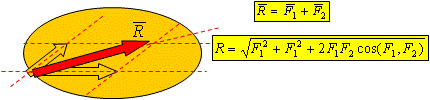 R̅ = F̅₁ + F̅₂
R̅
R = √(F₁² + F₁² + 2F₁F₂ cos(F₁, F₂))